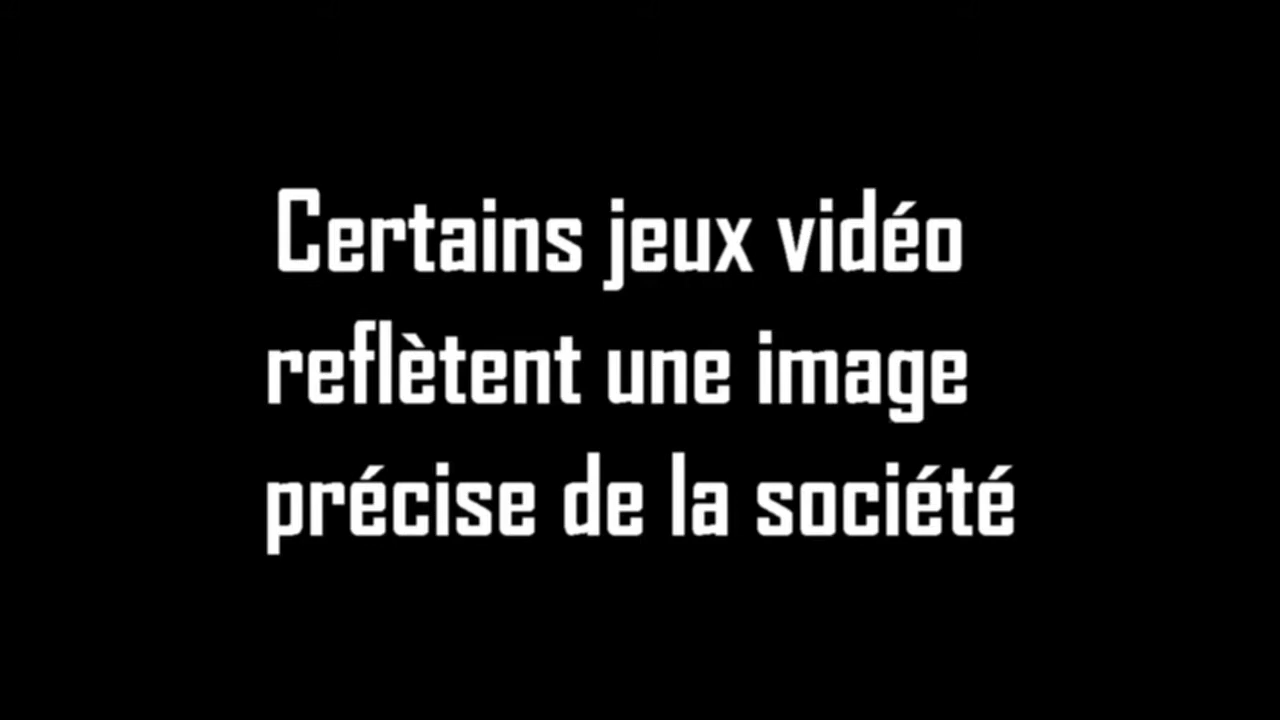 Certains jeux vidéo
reflètent une image
précise de la société